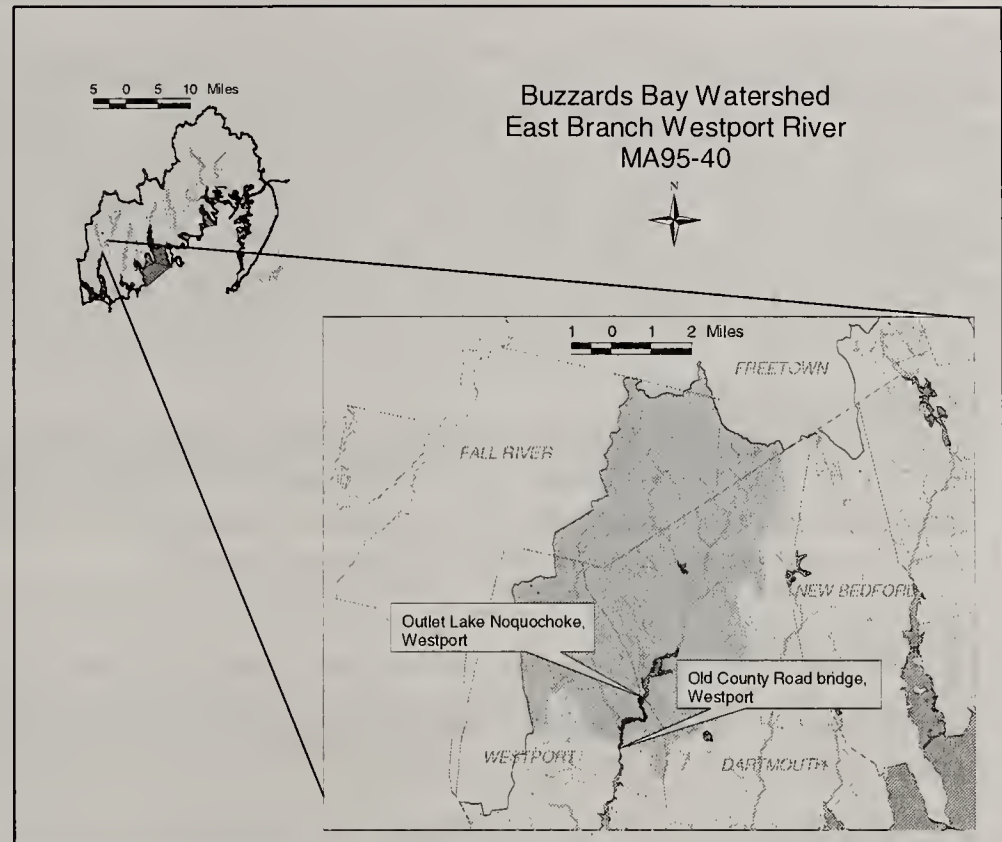 5 0 5 10 Miles
Buzzards Bay Watershed
East Branch Westport River
MA95-40
N
1 0 1 2 Miles
FREETOWN
FALL RIVER
NEW BEDFORD
Outlet Lake Noquochoke,
Westport
Old County Road bridge,
Westport
WESTPORT
DARTMOUTH